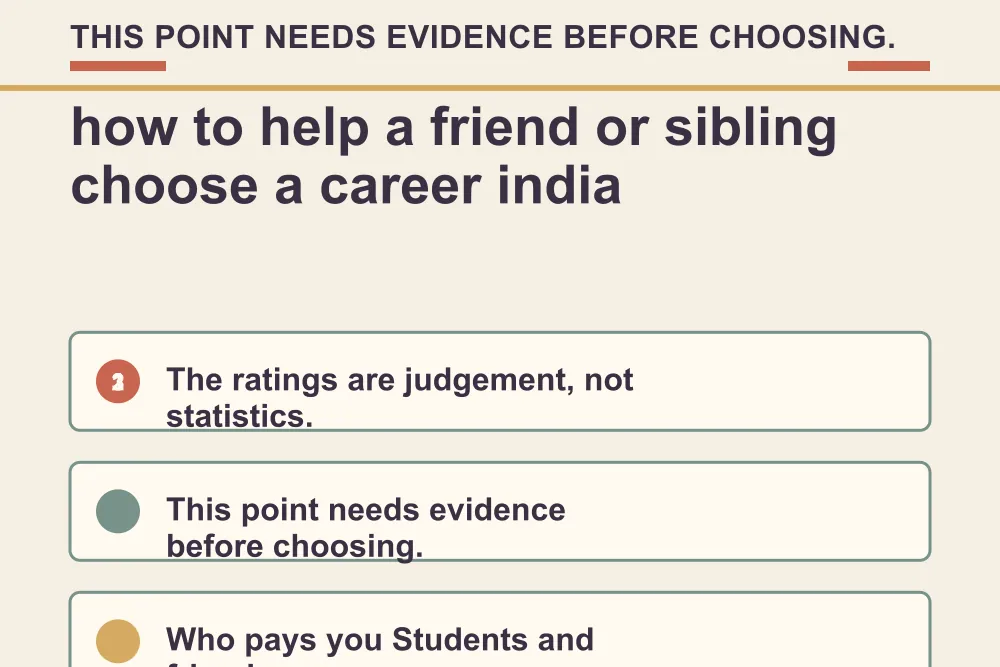 THIS POINT NEEDS EVIDENCE BEFORE CHOOSING.
how to help a friend or sibling
choose a career india
The ratings are judgement, not
statistics.
This point needs evidence
before choosing.
Who pays you Students and